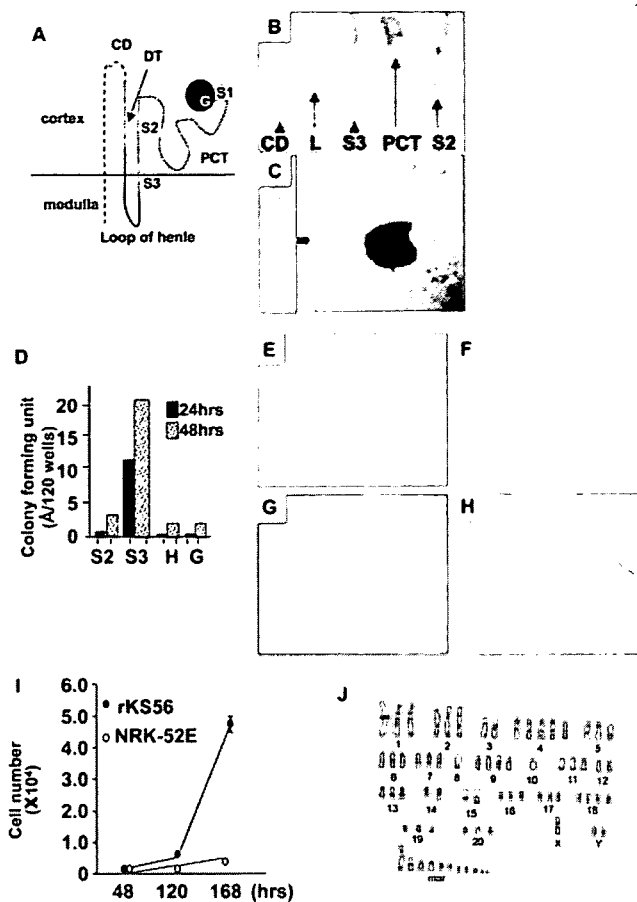 A
CD
DT
G
S1
cortex
S2
PCT
S3
medulla
Loop of henle
B
CD L S3 PCT S2
C
D
Colony forming unit
(A/120 wells)
20
15
10
5
0
24hrs
48hrs
S2 S3 H G
E
F
G
H
I
Cell number
(X10⁴)
6.0
5.0
4.0
3.0
2.0
1.0
0
rKS56
NRK-52E
48 120 168 (hrs)
J
1 2 3 4 5
6 7 8 9 10 11 12
13 14 15 16 17 18
19 20 X Y
mar